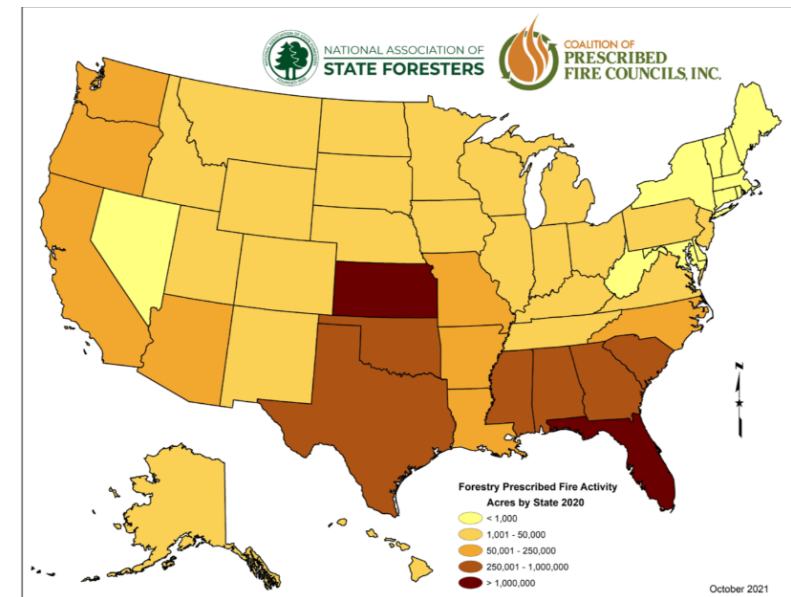 NATIONAL ASSOCIATION OF
STATE FORESTERS
COALITION OF
PRESCRIBED
FIRE COUNCILS, INC.
N
Forestry Prescribed Fire Activity
Acres by State 2020
< 1,000
1,001 - 50,000
50,001 - 250,000
250,001 - 1,000,000
> 1,000,000
October 2021